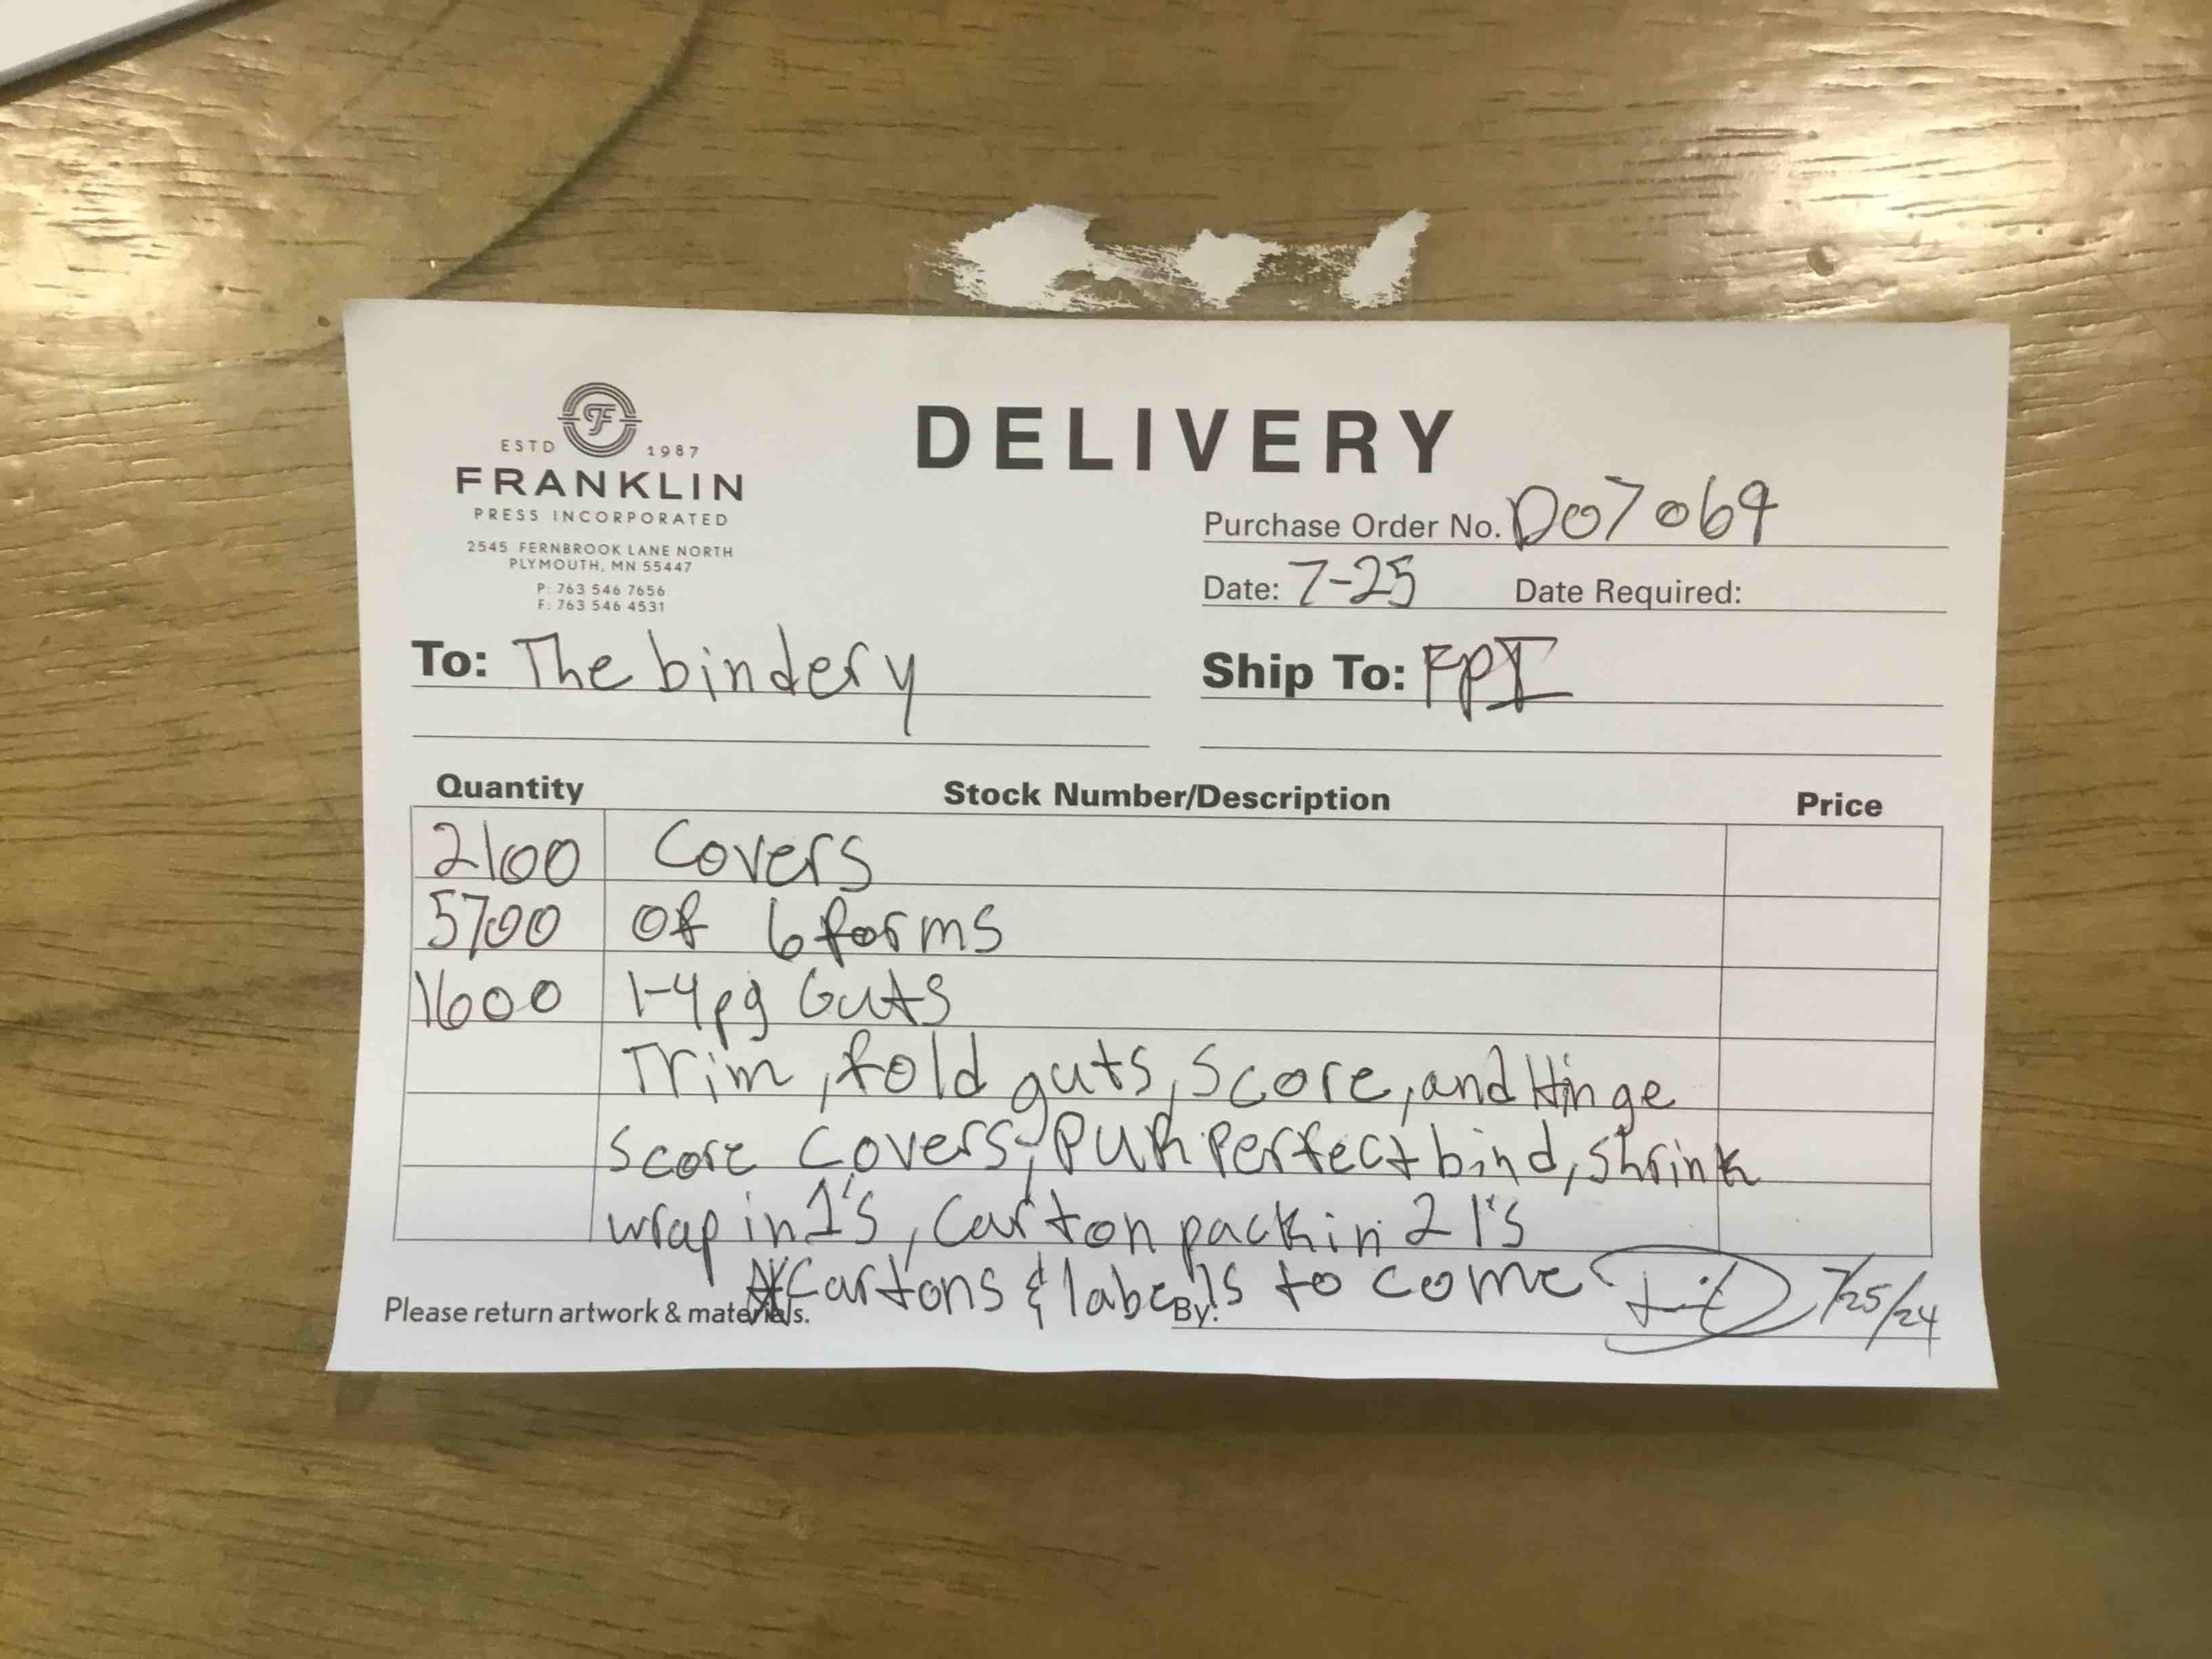 ESTD 1987
FRANKLIN
PRESS INCORPORATED
2545 FERNBROOK LANE NORTH
PLYMOUTH, MN 55447
P: 763 546 7656
F: 763 546 4531
DELIVERY
Purchase Order No. D07069
Date: 7-25 Date Required:
To: The bindery
Ship To: FPI
Quantity Stock Number/Description Price
2100 Covers
5700 of 6 forms
1600 1-4pg Guts
Trim, fold guts, Score, and Hinge
Score Covers, PUR Perfect bind, shrink
wrap in 1's, Carton pack in 21's
*Cartons & labels to come
Please return artwork & materials. By: 7/25/24